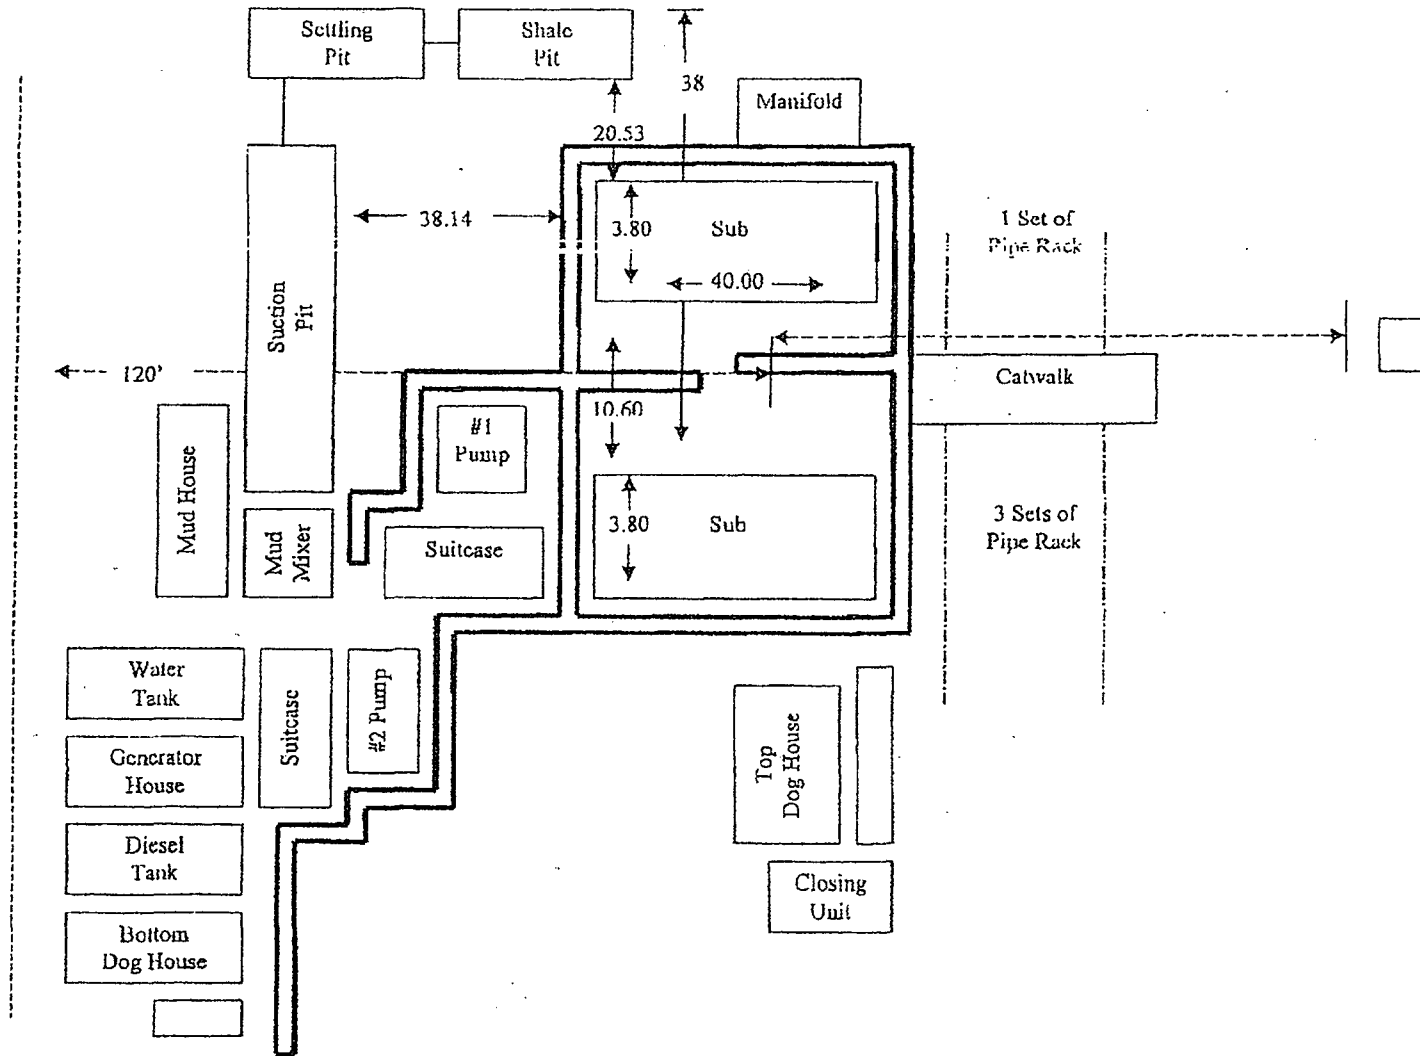 Settling
Pit
Shale
Pit
38
Manifold
20.53
38.14
3.80
Sub
1 Set of
Pipe Rack
40.00
Suction
Pit
120'
Catwalk
10.60
#1
Pump
Mud House
Mud
Mixer
Suitcase
3.80
Sub
3 Sets of
Pipe Rack
Water
Tank
Suitcase
#2 Pump
Generator
House
Top
Dog House
Diesel
Tank
Closing
Unit
Bottom
Dog House